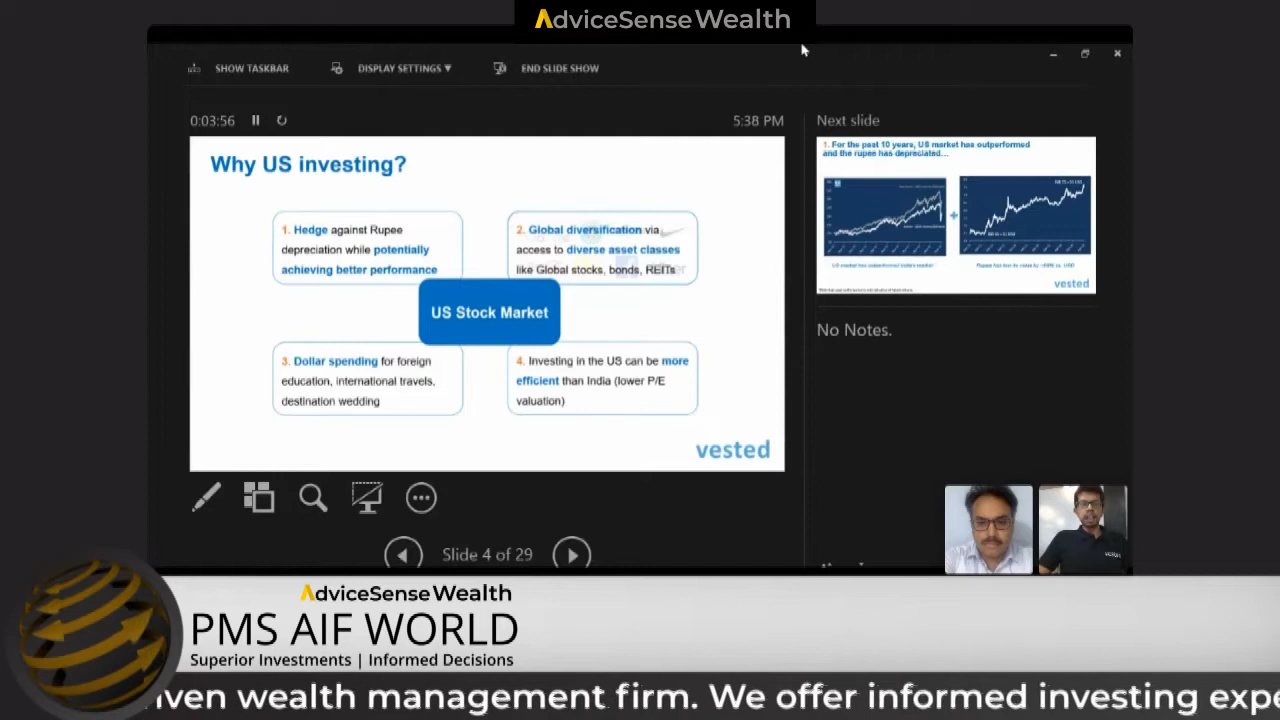 AdviceSense Wealth
SHOW TASKBAR
DISPLAY SETTINGS
END SLIDE SHOW
0:03:56
5:38 PM
Next slide
Why US investing?
1. Hedge against Rupee
depreciation while potentially
achieving better performance
2. Global diversification via
access to diverse asset classes
like Global stocks, bonds, REITs
US Stock Market
3. Dollar spending for foreign
education, international travels,
destination wedding
4. Investing in the US can be more
efficient than India (lower P/E
valuation)
vested
1. For the past 10 years, US market has outperformed
and the rupee has depreciated...
vested
No Notes.
Slide 4 of 29
AdviceSense Wealth
PMS AIF WORLD
Superior Investments | Informed Decisions
iven wealth management firm. We offer informed investing expe